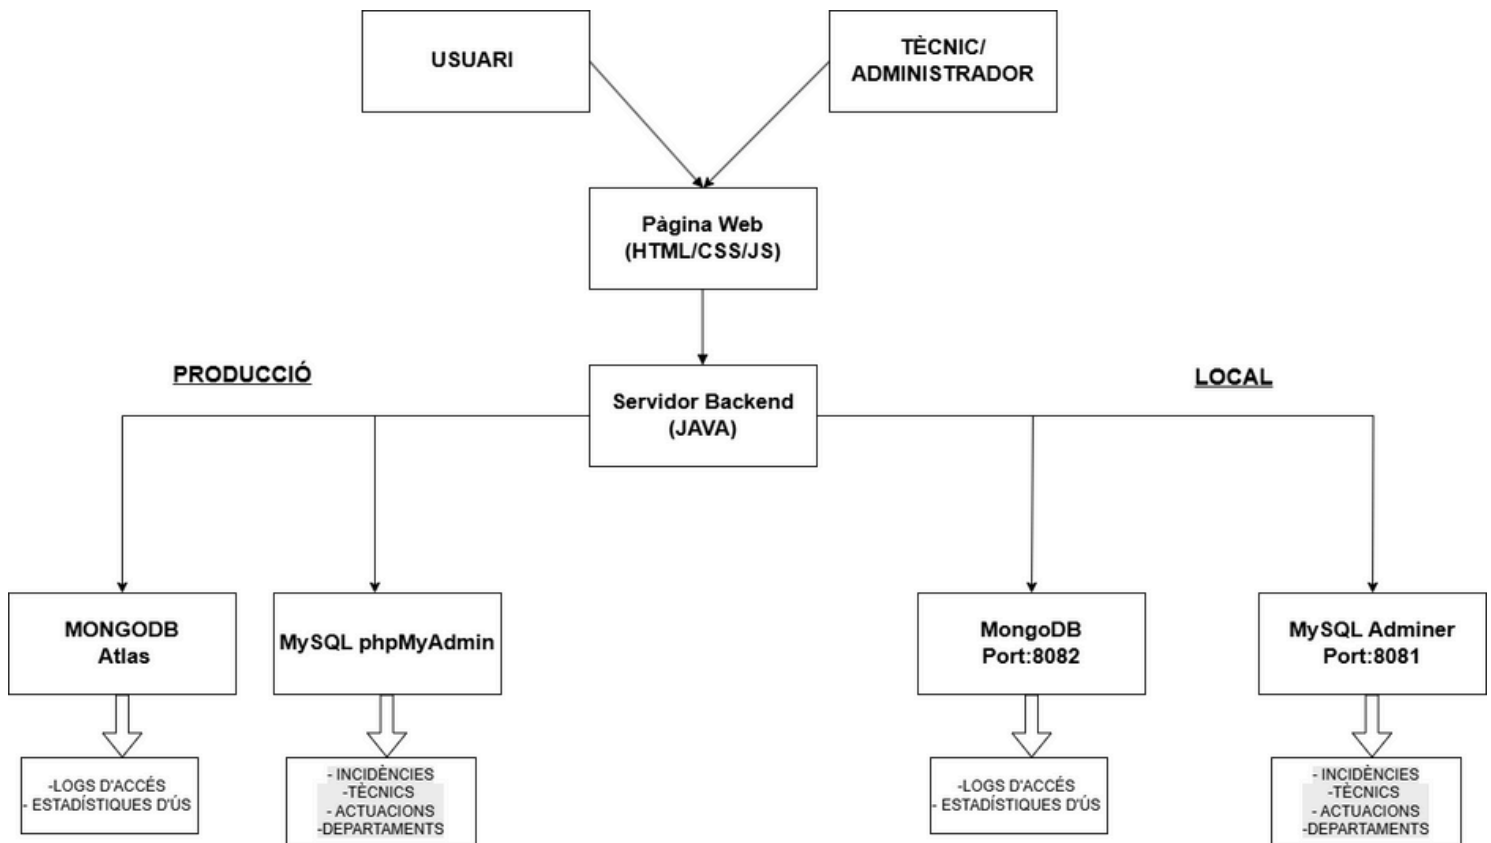 USUARI
TÈCNIC/
ADMINISTRADOR
Pàgina Web
(HTML/CSS/JS)
PRODUCCIÓ
LOCAL
Servidor Backend
(JAVA)
MONGODB
Atlas
MySQL phpMyAdmin
MongoDB
Port:8082
MySQL Adminer
Port:8081
-LOGS D'ACCÉS
- ESTADÍSTIQUES D'ÚS
- INCIDÈNCIES
-TÈCNICS
- ACTUACIONS
-DEPARTAMENTS
-LOGS D'ACCÉS
- ESTADÍSTIQUES D'ÚS
- INCIDÈNCIES
-TÈCNICS
- ACTUACIONS
-DEPARTAMENTS